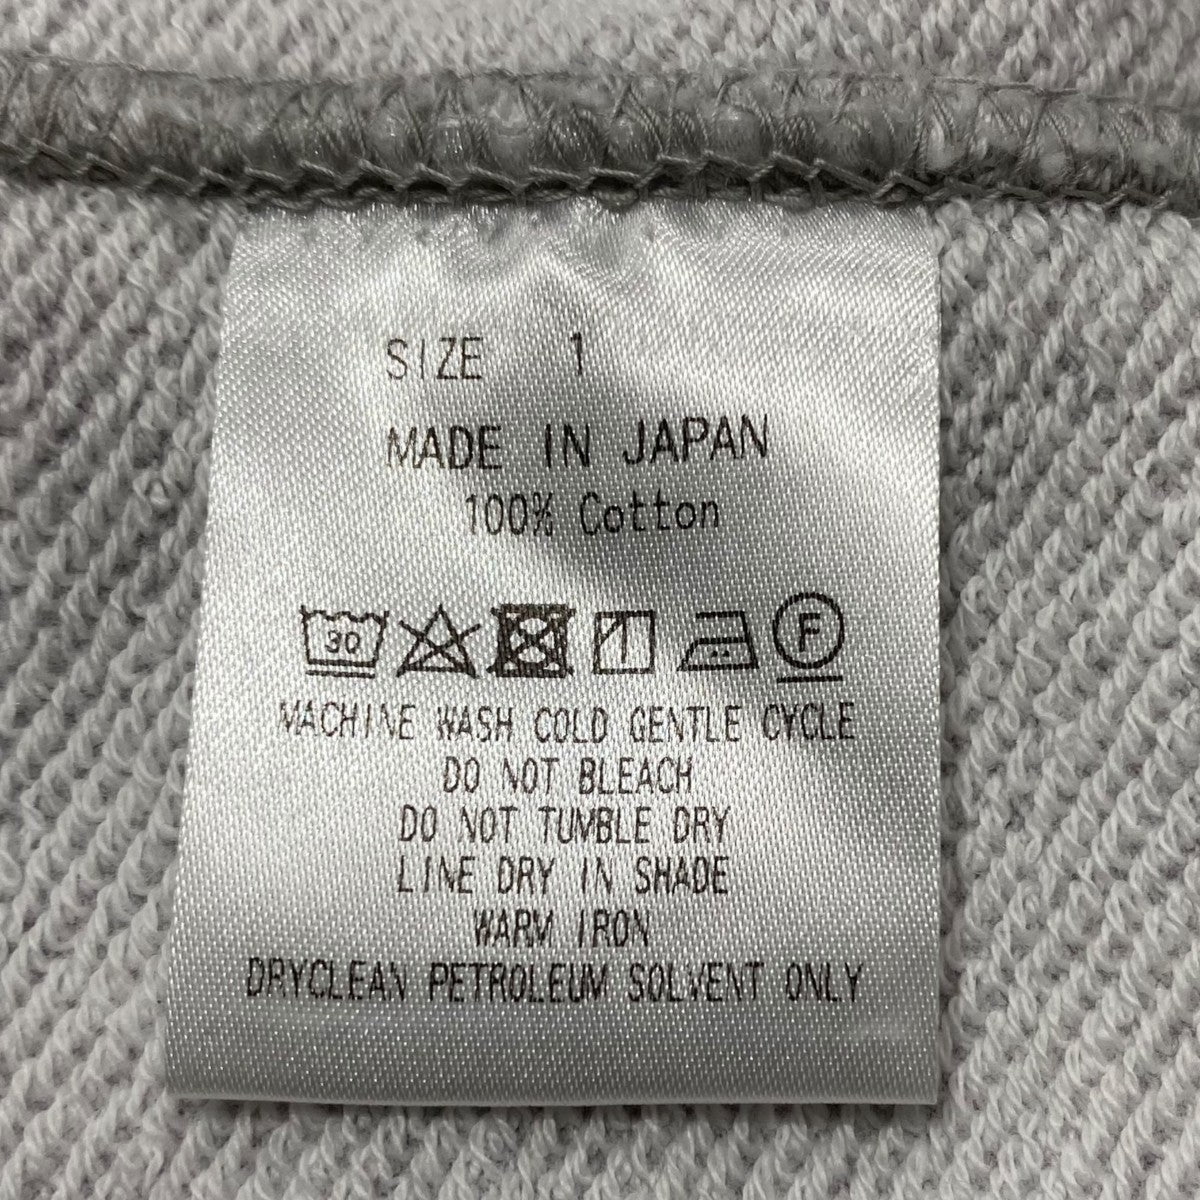 SIZE 1
MADE IN JAPAN
100% Cotton
30 F
MACHINE WASH COLD GENTLE CYCLE
DO NOT BLEACH
DO NOT TUMBLE DRY
LINE DRY IN SHADE
WARM IRON
DRYCLEAN PETROLEUM SOLVENT ONLY